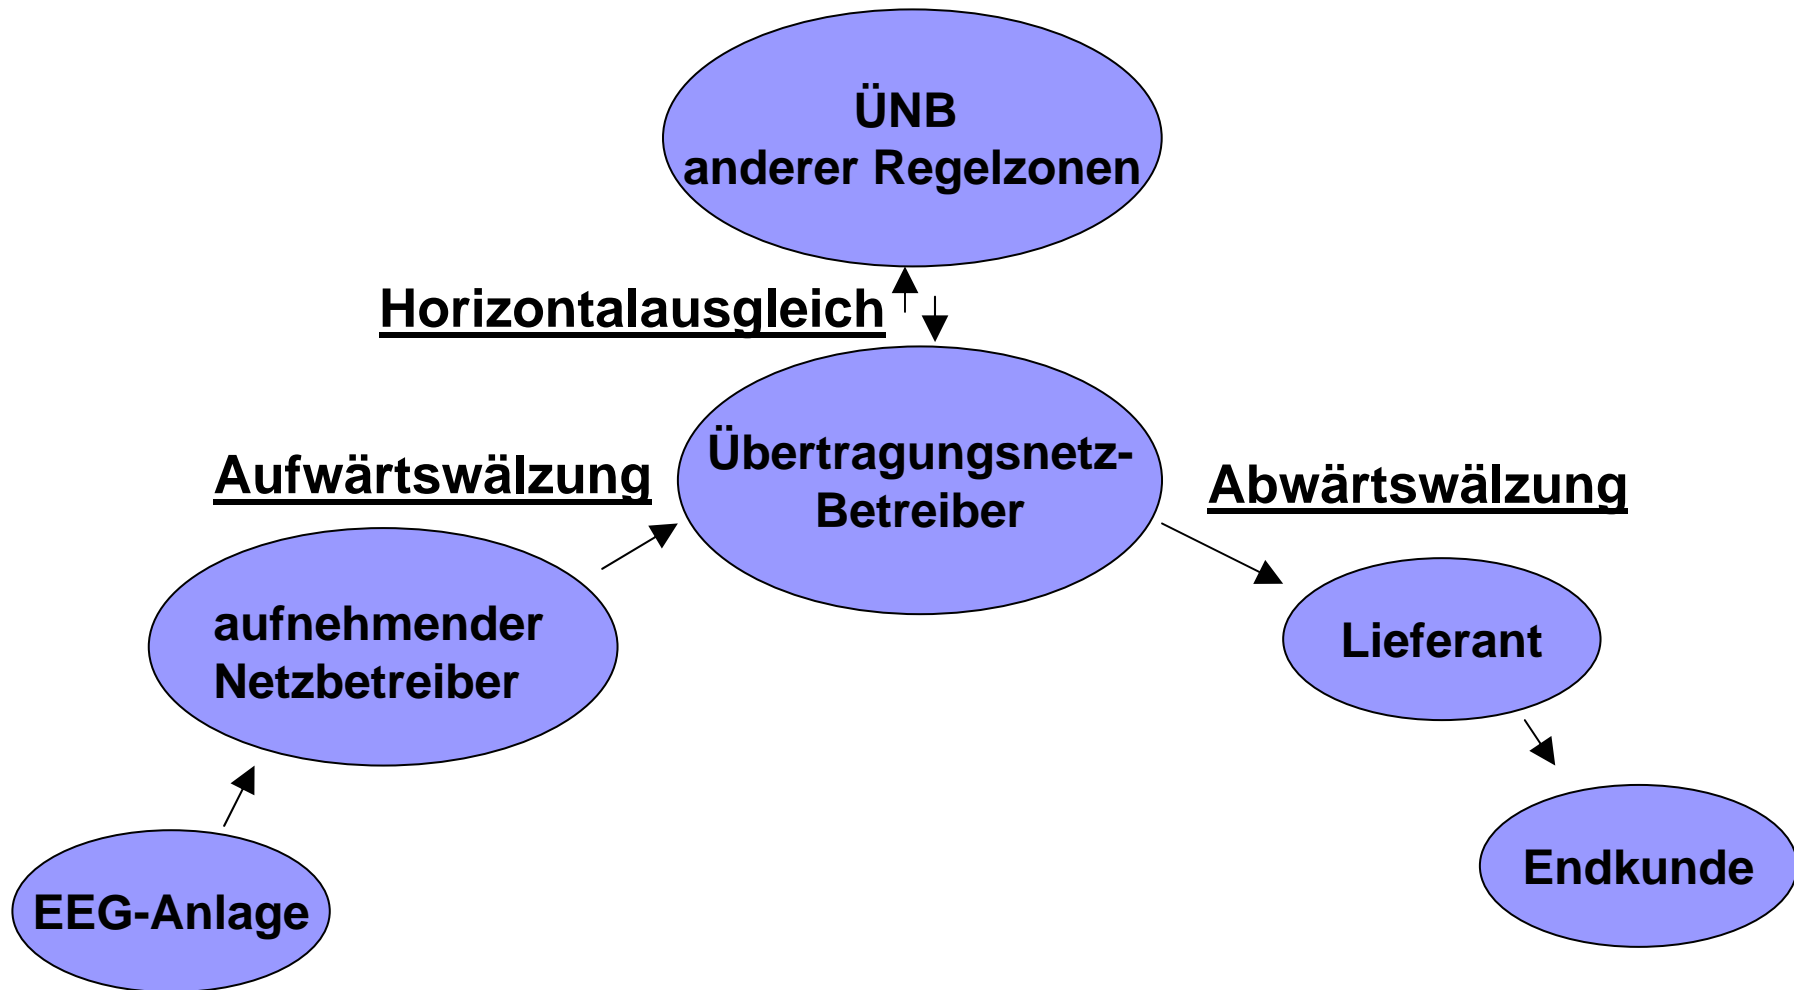 ÜNB
anderer Regelzonen
Horizontalausgleich
Übertragungsnetz-
Betreiber
Aufwärtswälzung
Abwärtswälzung
aufnehmender
Netzbetreiber
Lieferant
EEG-Anlage
Endkunde